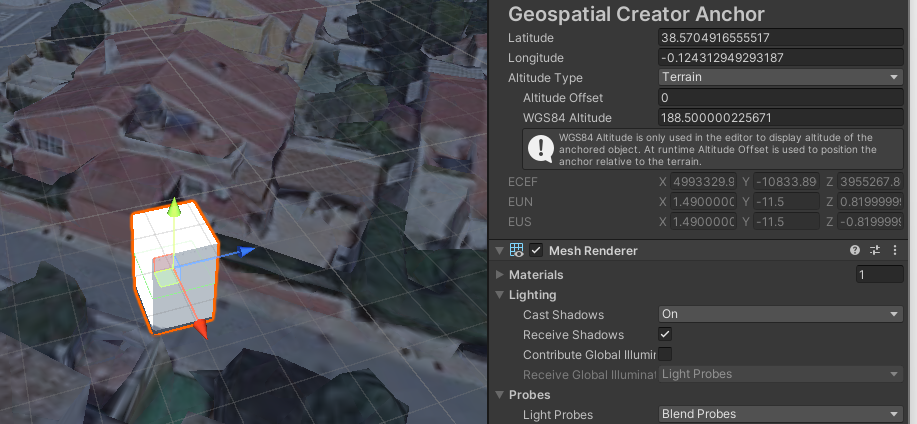 Geospatial Creator Anchor
Latitude 38.5704916555517
Longitude -0.124312949293187
Altitude Type Terrain
Altitude Offset 0
WGS84 Altitude 188.500000225671
WGS84 Altitude is only used in the editor to display altitude of the
anchored object. At runtime Altitude Offset is used to position the
anchor relative to the terrain.
ECEF X 4993329.9 Y -10833.89 Z 3955267.8
EUN X 1.4900000 Y -11.5 Z 0.8199999
EUS X 1.4900000 Y -11.5 Z -0.819999
Mesh Renderer
Materials 1
Lighting
Cast Shadows On
Receive Shadows
Contribute Global Illumir
Receive Global Illuminat Light Probes
Probes
Light Probes Blend Probes